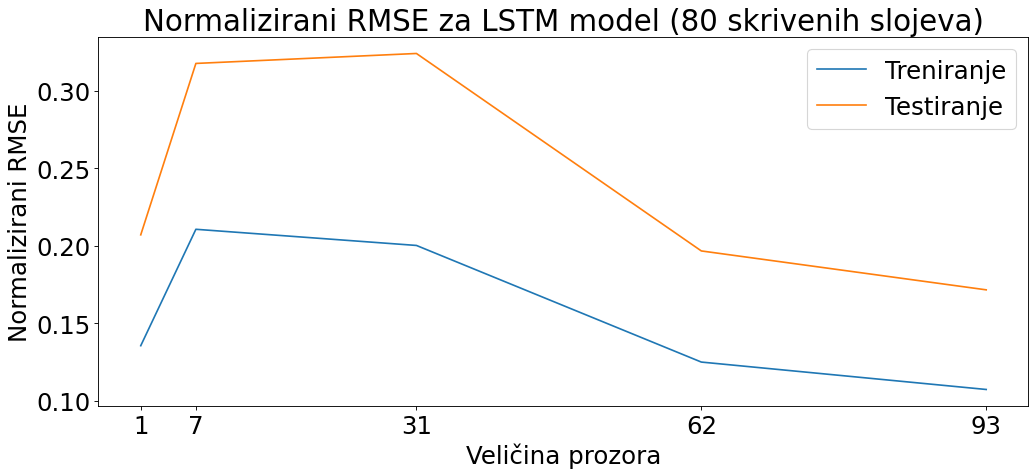 Normalizirani RMSE za LSTM model (80 skrivenih slojeva)
Treniranje
Testiranje
Normalizirani RMSE
0.30
0.25
0.20
0.15
0.10
1 7 31 62 93
Veličina prozora